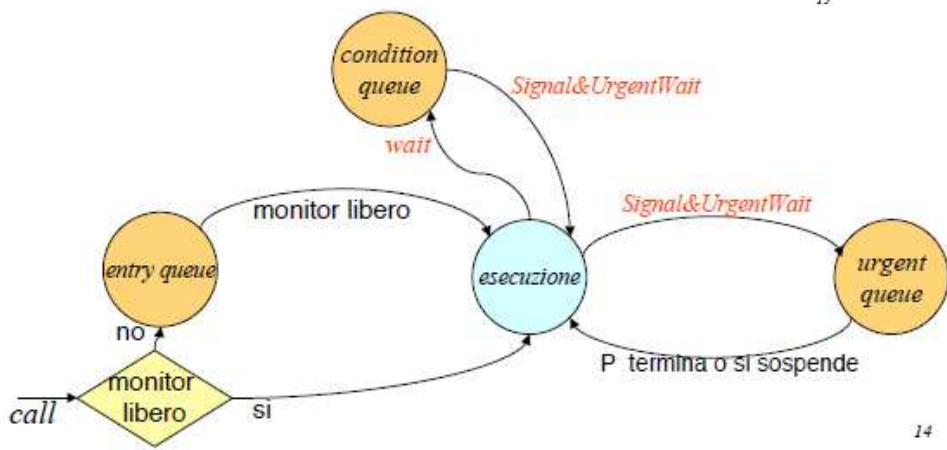 condition
queue
Signal&UrgentWait
wait
Signal&UrgentWait
monitor libero
entry queue
esecuzione
urgent
queue
no
P termina o si sospende
monitor
libero
si
call
14